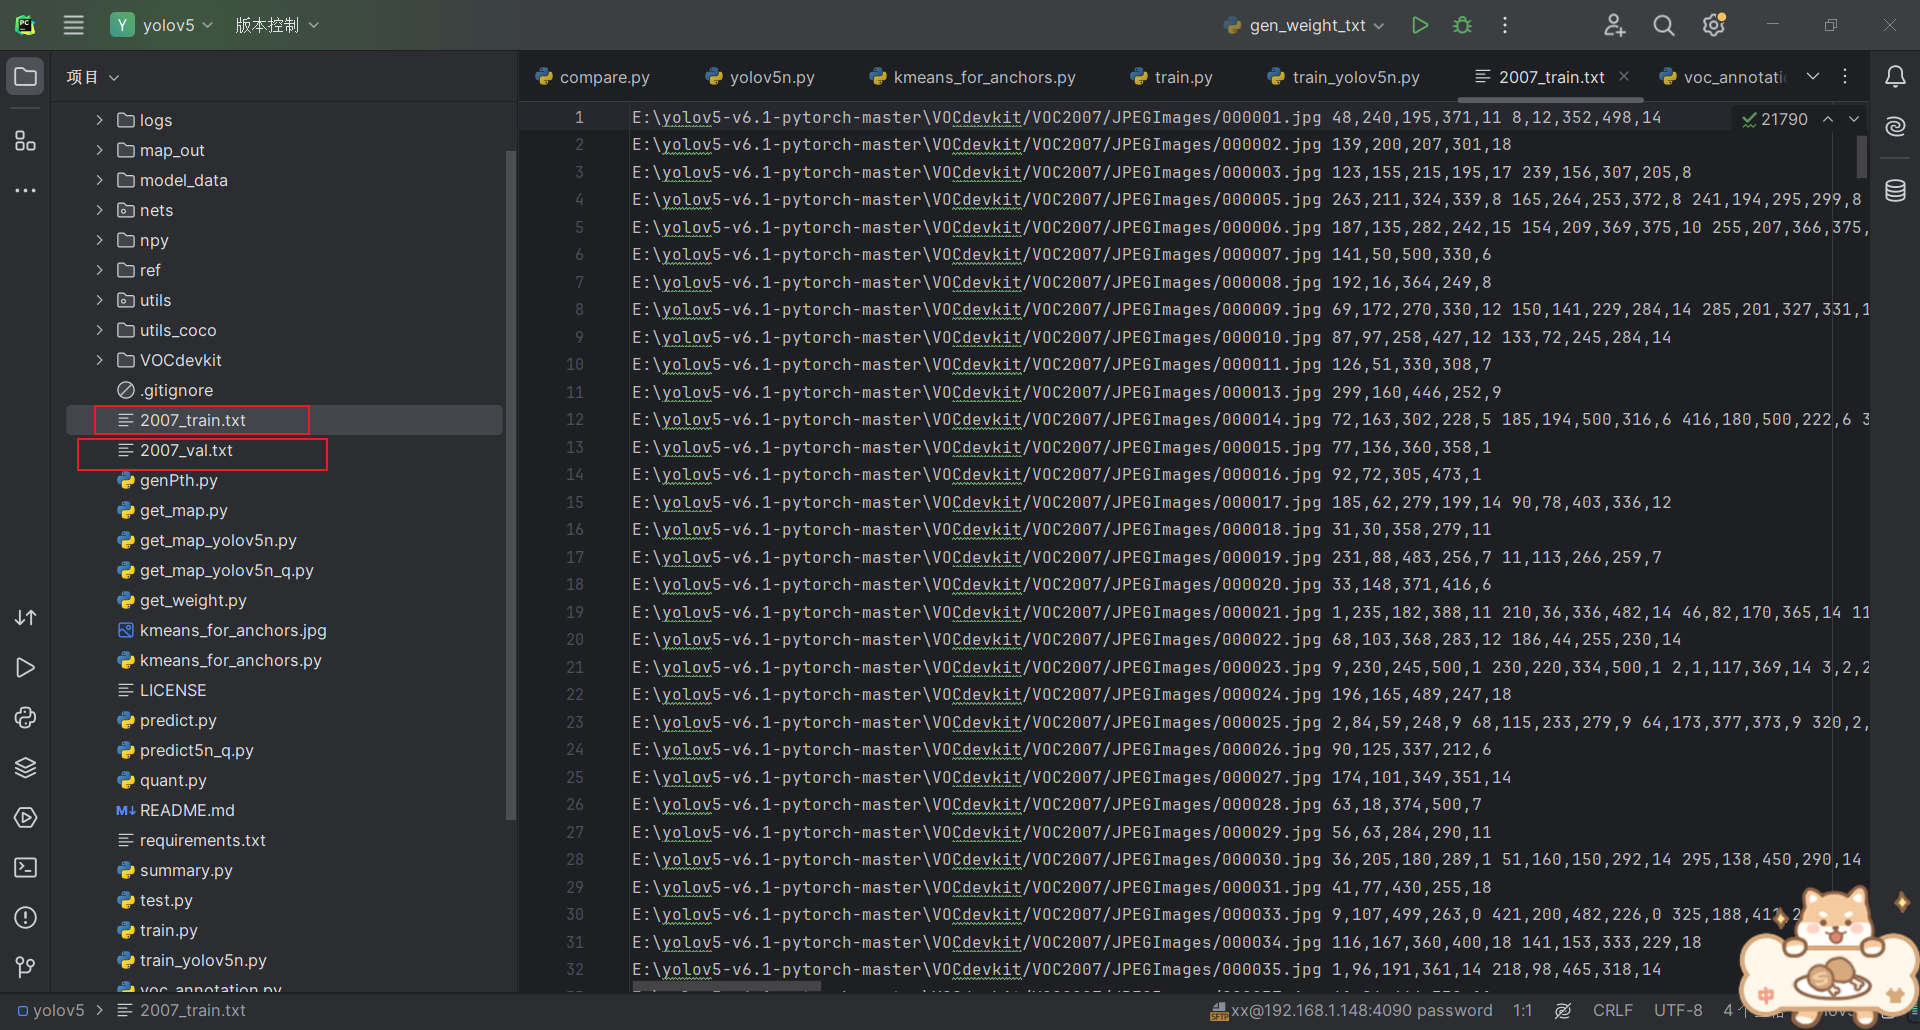 Y yolov5 版本控制 gen_weight_txt
项目 compare.py yolov5n.py kmeans_for_anchors.py train.py train_yolov5n.py 2007_train.txt voc_annotati
logs
map_out
model_data
nets
npy
ref
utils
utils_coco
VOCdevkit
.gitignore
2007_train.txt
2007_val.txt
genPth.py
get_map.py
get_map_yolov5n.py
get_map_yolov5n_q.py
get_weight.py
kmeans_for_anchors.jpg
kmeans_for_anchors.py
LICENSE
predict.py
predict5n_q.py
quant.py
M↓ README.md
requirements.txt
summary.py
test.py
train.py
train_yolov5n.py
voc_annotation.py
21790
1 E:\yolov5-v6.1-pytorch-master\VOCdevkit/VOC2007/JPEGImages/000001.jpg 48,240,195,371,11 8,12,352,498,14
2 E:\yolov5-v6.1-pytorch-master\VOCdevkit/VOC2007/JPEGImages/000002.jpg 139,200,207,301,18
3 E:\yolov5-v6.1-pytorch-master\VOCdevkit/VOC2007/JPEGImages/000003.jpg 123,155,215,195,17 239,156,307,205,8
4 E:\yolov5-v6.1-pytorch-master\VOCdevkit/VOC2007/JPEGImages/000005.jpg 263,211,324,339,8 165,264,253,372,8 241,194,295,299,8
5 E:\yolov5-v6.1-pytorch-master\VOCdevkit/VOC2007/JPEGImages/000006.jpg 187,135,282,242,15 154,209,369,375,10 255,207,366,375,
6 E:\yolov5-v6.1-pytorch-master\VOCdevkit/VOC2007/JPEGImages/000007.jpg 141,50,500,330,6
7 E:\yolov5-v6.1-pytorch-master\VOCdevkit/VOC2007/JPEGImages/000008.jpg 192,16,364,249,8
8 E:\yolov5-v6.1-pytorch-master\VOCdevkit/VOC2007/JPEGImages/000009.jpg 69,172,270,330,12 150,141,229,284,14 285,201,327,331,1
9 E:\yolov5-v6.1-pytorch-master\VOCdevkit/VOC2007/JPEGImages/000010.jpg 87,97,258,427,12 133,72,245,284,14
10 E:\yolov5-v6.1-pytorch-master\VOCdevkit/VOC2007/JPEGImages/000011.jpg 126,51,330,308,7
11 E:\yolov5-v6.1-pytorch-master\VOCdevkit/VOC2007/JPEGImages/000013.jpg 299,160,446,252,9
12 E:\yolov5-v6.1-pytorch-master\VOCdevkit/VOC2007/JPEGImages/000014.jpg 72,163,302,228,5 185,194,500,316,6 416,180,500,222,6 3
13 E:\yolov5-v6.1-pytorch-master\VOCdevkit/VOC2007/JPEGImages/000015.jpg 77,136,360,358,1
14 E:\yolov5-v6.1-pytorch-master\VOCdevkit/VOC2007/JPEGImages/000016.jpg 92,72,305,473,1
15 E:\yolov5-v6.1-pytorch-master\VOCdevkit/VOC2007/JPEGImages/000017.jpg 185,62,279,199,14 90,78,403,336,12
16 E:\yolov5-v6.1-pytorch-master\VOCdevkit/VOC2007/JPEGImages/000018.jpg 31,30,358,279,11
17 E:\yolov5-v6.1-pytorch-master\VOCdevkit/VOC2007/JPEGImages/000019.jpg 231,88,483,256,7 11,113,266,259,7
18 E:\yolov5-v6.1-pytorch-master\VOCdevkit/VOC2007/JPEGImages/000020.jpg 33,148,371,416,6
19 E:\yolov5-v6.1-pytorch-master\VOCdevkit/VOC2007/JPEGImages/000021.jpg 1,235,182,388,11 210,36,336,482,14 46,82,170,365,14 11
20 E:\yolov5-v6.1-pytorch-master\VOCdevkit/VOC2007/JPEGImages/000022.jpg 68,103,368,283,12 186,44,255,230,14
21 E:\yolov5-v6.1-pytorch-master\VOCdevkit/VOC2007/JPEGImages/000023.jpg 9,230,245,500,1 230,220,334,500,1 2,1,117,369,14 3,2,2
22 E:\yolov5-v6.1-pytorch-master\VOCdevkit/VOC2007/JPEGImages/000024.jpg 196,165,489,247,18
23 E:\yolov5-v6.1-pytorch-master\VOCdevkit/VOC2007/JPEGImages/000025.jpg 2,84,59,248,9 68,115,233,279,9 64,173,377,373,9 320,2,
24 E:\yolov5-v6.1-pytorch-master\VOCdevkit/VOC2007/JPEGImages/000026.jpg 90,125,337,212,6
25 E:\yolov5-v6.1-pytorch-master\VOCdevkit/VOC2007/JPEGImages/000027.jpg 174,101,349,351,14
26 E:\yolov5-v6.1-pytorch-master\VOCdevkit/VOC2007/JPEGImages/000028.jpg 63,18,374,500,7
27 E:\yolov5-v6.1-pytorch-master\VOCdevkit/VOC2007/JPEGImages/000029.jpg 56,63,284,290,11
28 E:\yolov5-v6.1-pytorch-master\VOCdevkit/VOC2007/JPEGImages/000030.jpg 36,205,180,289,1 51,160,150,292,14 295,138,450,290,14
29 E:\yolov5-v6.1-pytorch-master\VOCdevkit/VOC2007/JPEGImages/000031.jpg 41,77,430,255,18
30 E:\yolov5-v6.1-pytorch-master\VOCdevkit/VOC2007/JPEGImages/000033.jpg 9,107,499,263,0 421,200,482,226,0 325,188,411,2
31 E:\yolov5-v6.1-pytorch-master\VOCdevkit/VOC2007/JPEGImages/000034.jpg 116,167,360,400,18 141,153,333,229,18
32 E:\yolov5-v6.1-pytorch-master\VOCdevkit/VOC2007/JPEGImages/000035.jpg 1,96,191,361,14 218,98,465,318,14
中
yolov5 2007_train.txt SFTP xx@192.168.1.148:4090 password 1:1 CRLF UTF-8 4